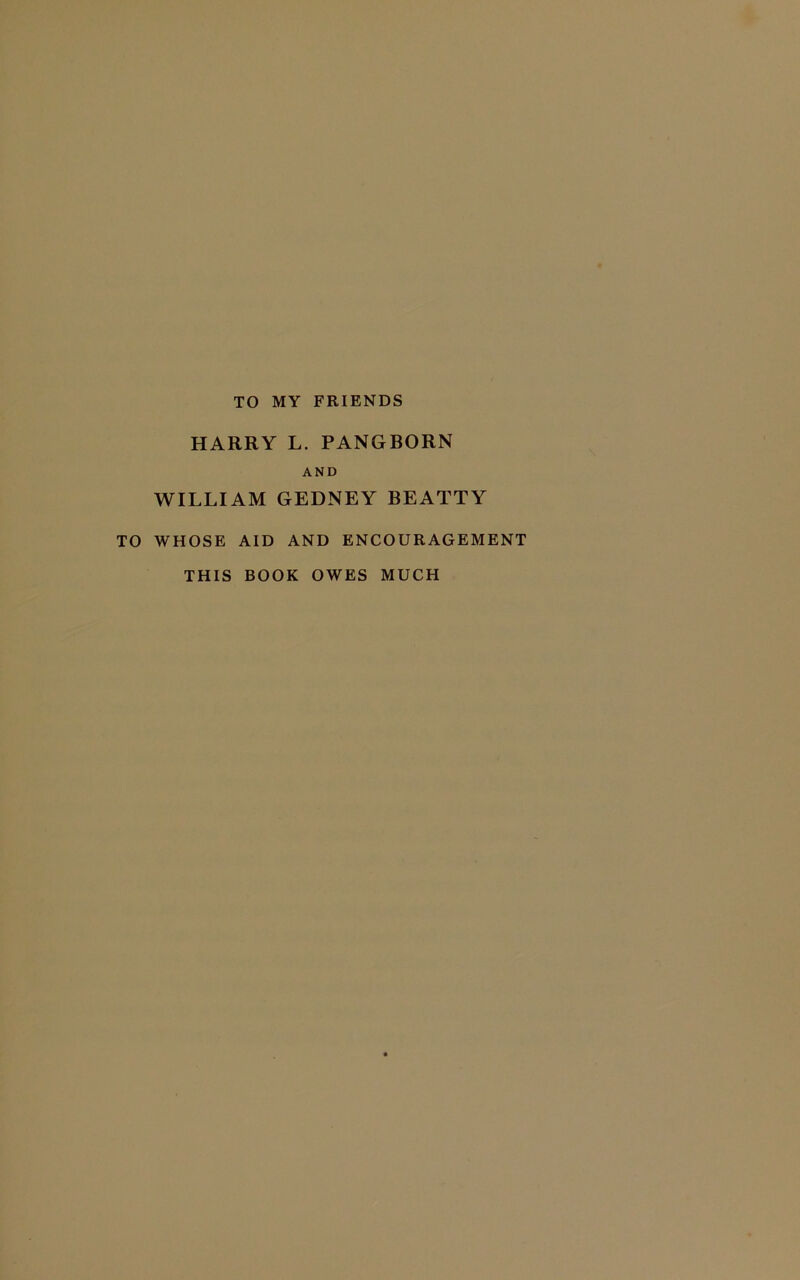 TO MY FRIENDS
HARRY L. PANGBORN
AND
WILLIAM GEDNEY BEATTY
TO WHOSE AID AND ENCOURAGEMENT
THIS BOOK OWES MUCH